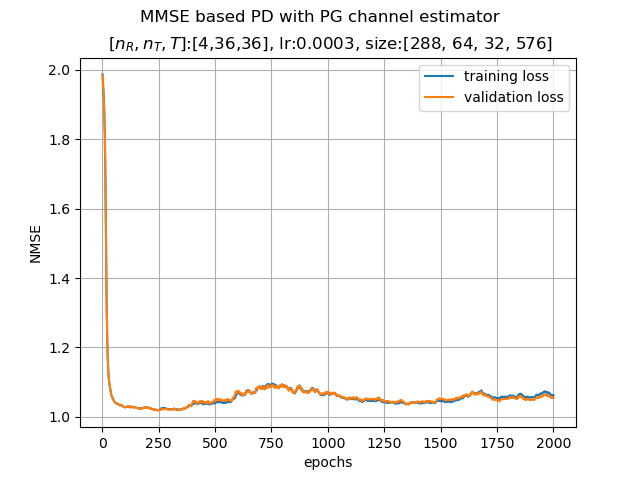 MMSE based PD with PG channel estimator
[n_R, n_T, T]:[4,36,36], lr:0.0003, size:[288, 64, 32, 576]
training loss
validation loss
2.0
1.8
1.6
1.4
1.2
1.0
NMSE
0 250 500 750 1000 1250 1500 1750 2000
epochs